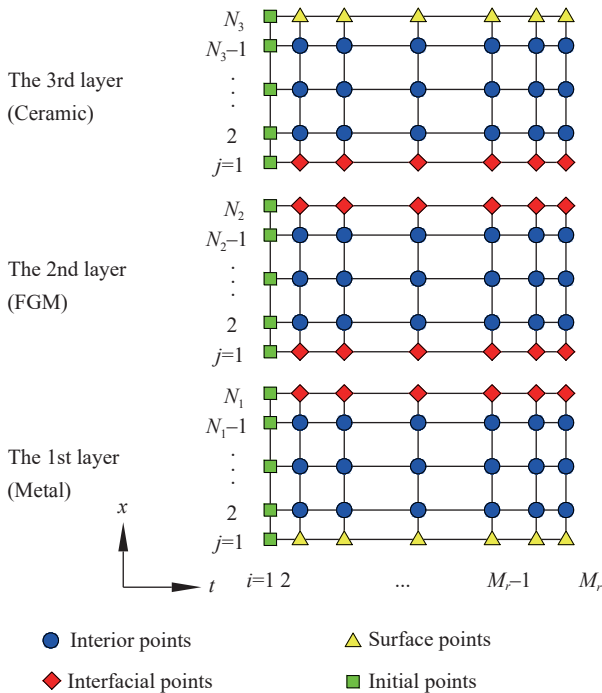 N₃
N₃−1
The 3rd layer
(Ceramic)
⋮
2
j=1
N₂
N₂−1
The 2nd layer
(FGM)
⋮
2
j=1
N₁
N₁−1
The 1st layer
(Metal)
⋮
2
j=1
x
t
i=1 2 ... Mᵣ−1 Mᵣ
Interior points
Surface points
Interfacial points
Initial points